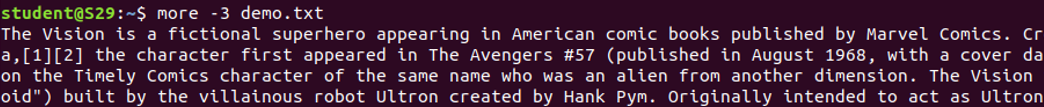 student@S29:~$ more -3 demo.txt
The Vision is a fictional superhero appearing in American comic books published by Marvel Comics. Cr
a,[1][2] the character first appeared in The Avengers #57 (published in August 1968, with a cover da
on the Timely Comics character of the same name who was an alien from another dimension. The Vision
oid") built by the villainous robot Ultron created by Hank Pym. Originally intended to act as Ultron